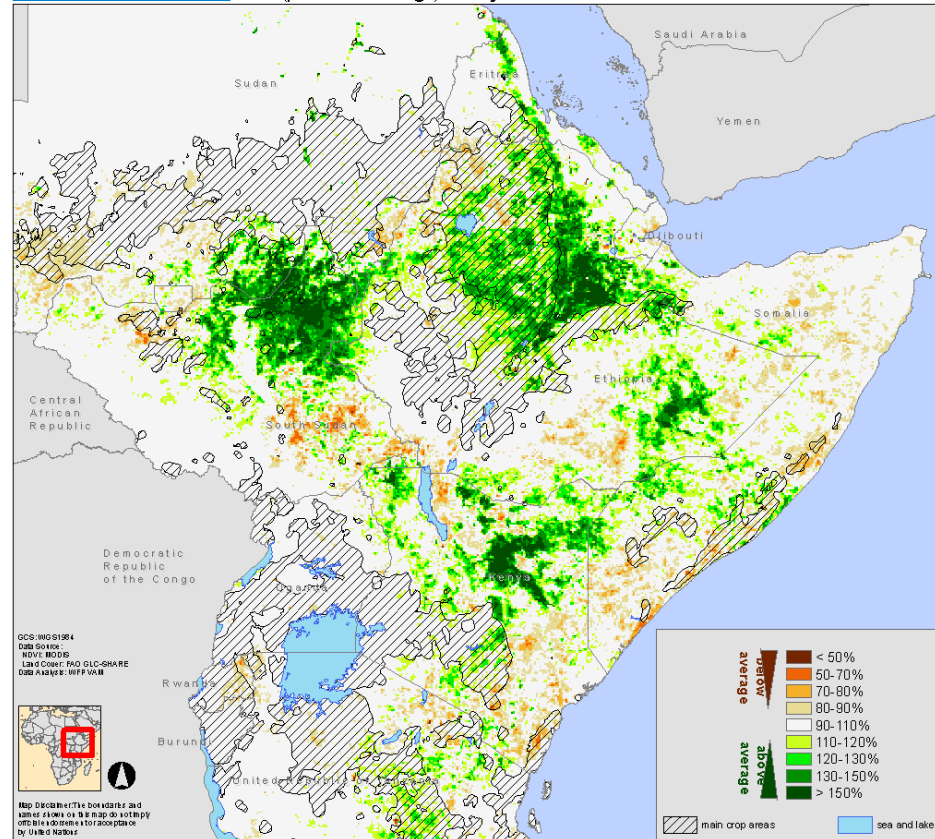 Saudi Arabia
Sudan
Eritrea
Yemen
Djibouti
Somalia
Ethiopia
Central
African
Republic
South Sudan
Democratic
Republic
of the Congo
Uganda
Kenya
GCS:WGS1984
Data Source:
NDVI: MODIS
Land Cover: FAO GLC-SHARE
Data Analysis: WFP VAM
Rwanda
Burundi
United Republic of Tanzania
Map Disclaimer:The boundaries and
names shown on this map do not imply
official endorsement or acceptance
by United Nations
below
average
above
average
< 50%
50-70%
70-80%
80-90%
90-110%
110-120%
120-130%
130-150%
> 150%
main crop areas
sea and lake